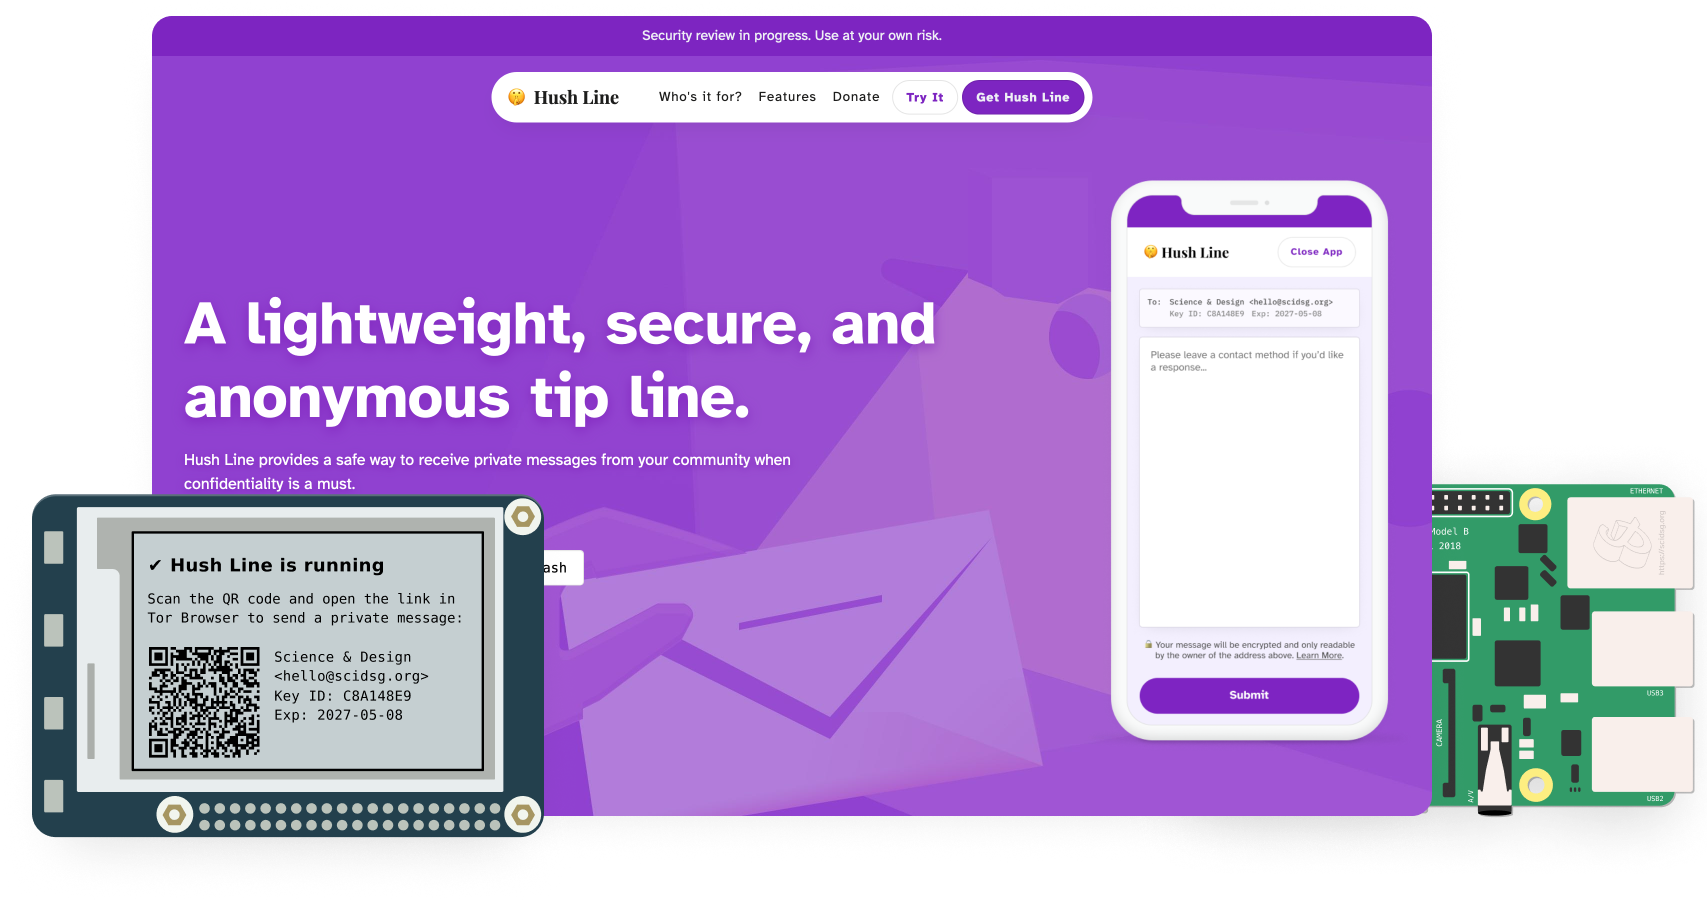 Security review in progress. Use at your own risk.
Hush Line
Who's it for?
Features
Donate
Try It
Get Hush Line
A lightweight, secure, and
anonymous tip line.
Hush Line provides a safe way to receive private messages from your community when
confidentiality is a must.
ash
Hush Line
Close App
To: Science & Design <hello@scidsg.org>
Key ID: C8A148E9 Exp: 2027-05-08
Please leave a contact method if you'd like
a response...
🔒 Your message will be encrypted and only readable
by the owner of the address above. Learn More.
Submit
✔ Hush Line is running
Scan the QR code and open the link in
Tor Browser to send a private message:
Science & Design
<hello@scidsg.org>
Key ID: C8A148E9
Exp: 2027-05-08
ETHERNET
Model B
2018
https://scidsg.org
USB3
CAMERA
A/V
USB2